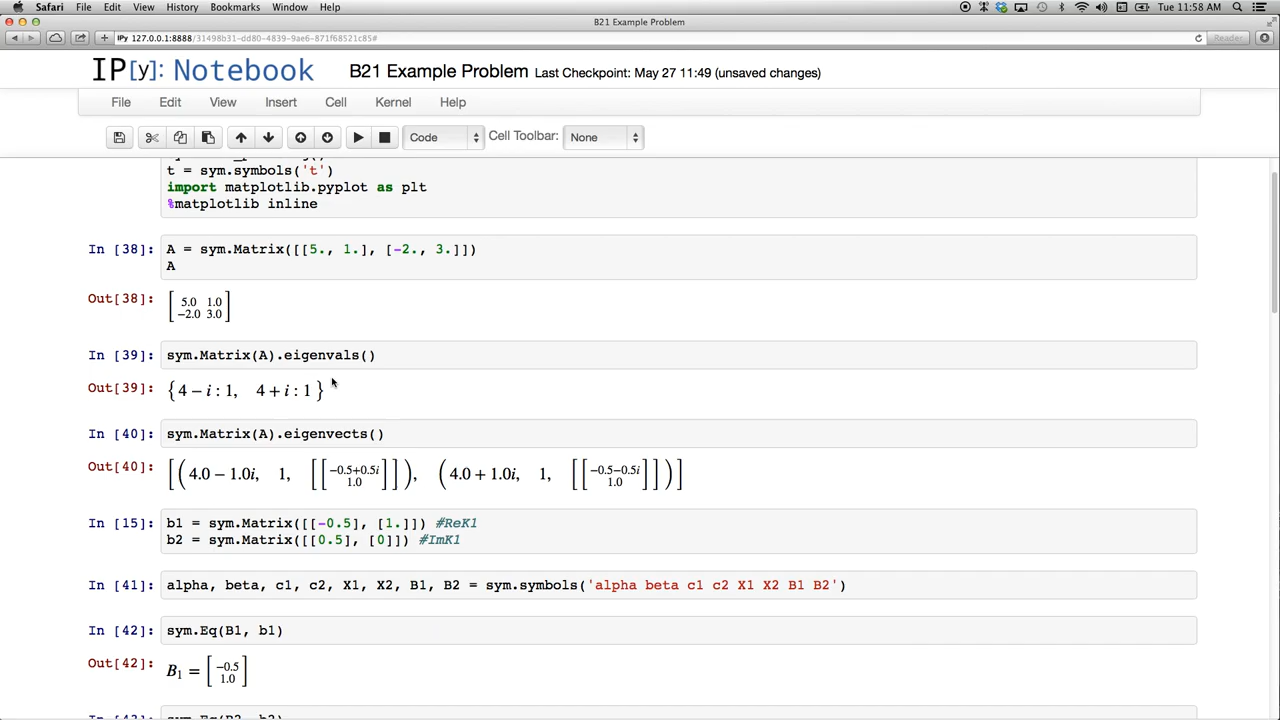 Safari File Edit View History Bookmarks Window Help Tue 11:58 AM
B21 Example Problem
IPy 127.0.0.1:8888/31498b31-dd80-4839-9ae6-871f68521c85# Reader
IP[y]: Notebook B21 Example Problem Last Checkpoint: May 27 11:49 (unsaved changes)
File Edit View Insert Cell Kernel Help
Code Cell Toolbar: None
t = sym.symbols('t')
import matplotlib.pyplot as plt
%matplotlib inline
In [38]: A = sym.Matrix([[5., 1.], [-2., 3.]])
A
Out[38]: [ 5.0 1.0
−2.0 3.0 ]
In [39]: sym.Matrix(A).eigenvals()
Out[39]: {4 − i : 1, 4 + i : 1}
In [40]: sym.Matrix(A).eigenvects()
Out[40]: [ ( 4.0 − 1.0i, 1, [ [ −0.5+0.5i
1.0 ] ] ), ( 4.0 + 1.0i, 1, [ [ −0.5−0.5i
1.0 ] ] ) ]
In [15]: b1 = sym.Matrix([[-0.5], [1.]]) #ReK1
b2 = sym.Matrix([[0.5], [0]]) #ImK1
In [41]: alpha, beta, c1, c2, X1, X2, B1, B2 = sym.symbols('alpha beta c1 c2 X1 X2 B1 B2')
In [42]: sym.Eq(B1, b1)
Out[42]: B1 = [ −0.5
1.0 ]